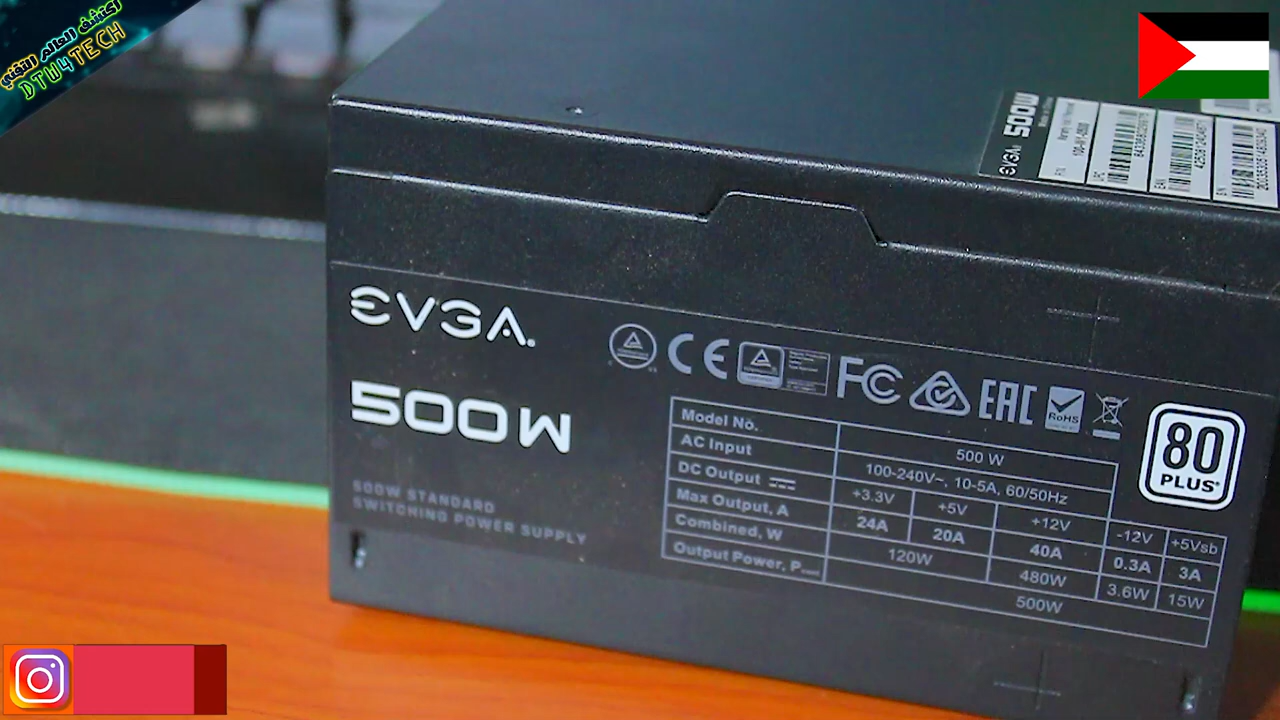 اكتشف العالم التقني
DTU4TECH
EVGA 500W
P/N
UPC
EAN
S/N
EVGA.
500W
500W STANDARD
SWITCHING POWER SUPPLY
CE
FC
EAC
RoHS
80
PLUS
Model No. 500 W
AC Input 100-240V~, 10-5A, 60/50Hz
DC Output +3.3V +5V +12V -12V +5Vsb
Max Output, A 24A 20A 40A 0.3A 3A
Combined, W 120W 480W 3.6W 15W
Output Power, P 500W